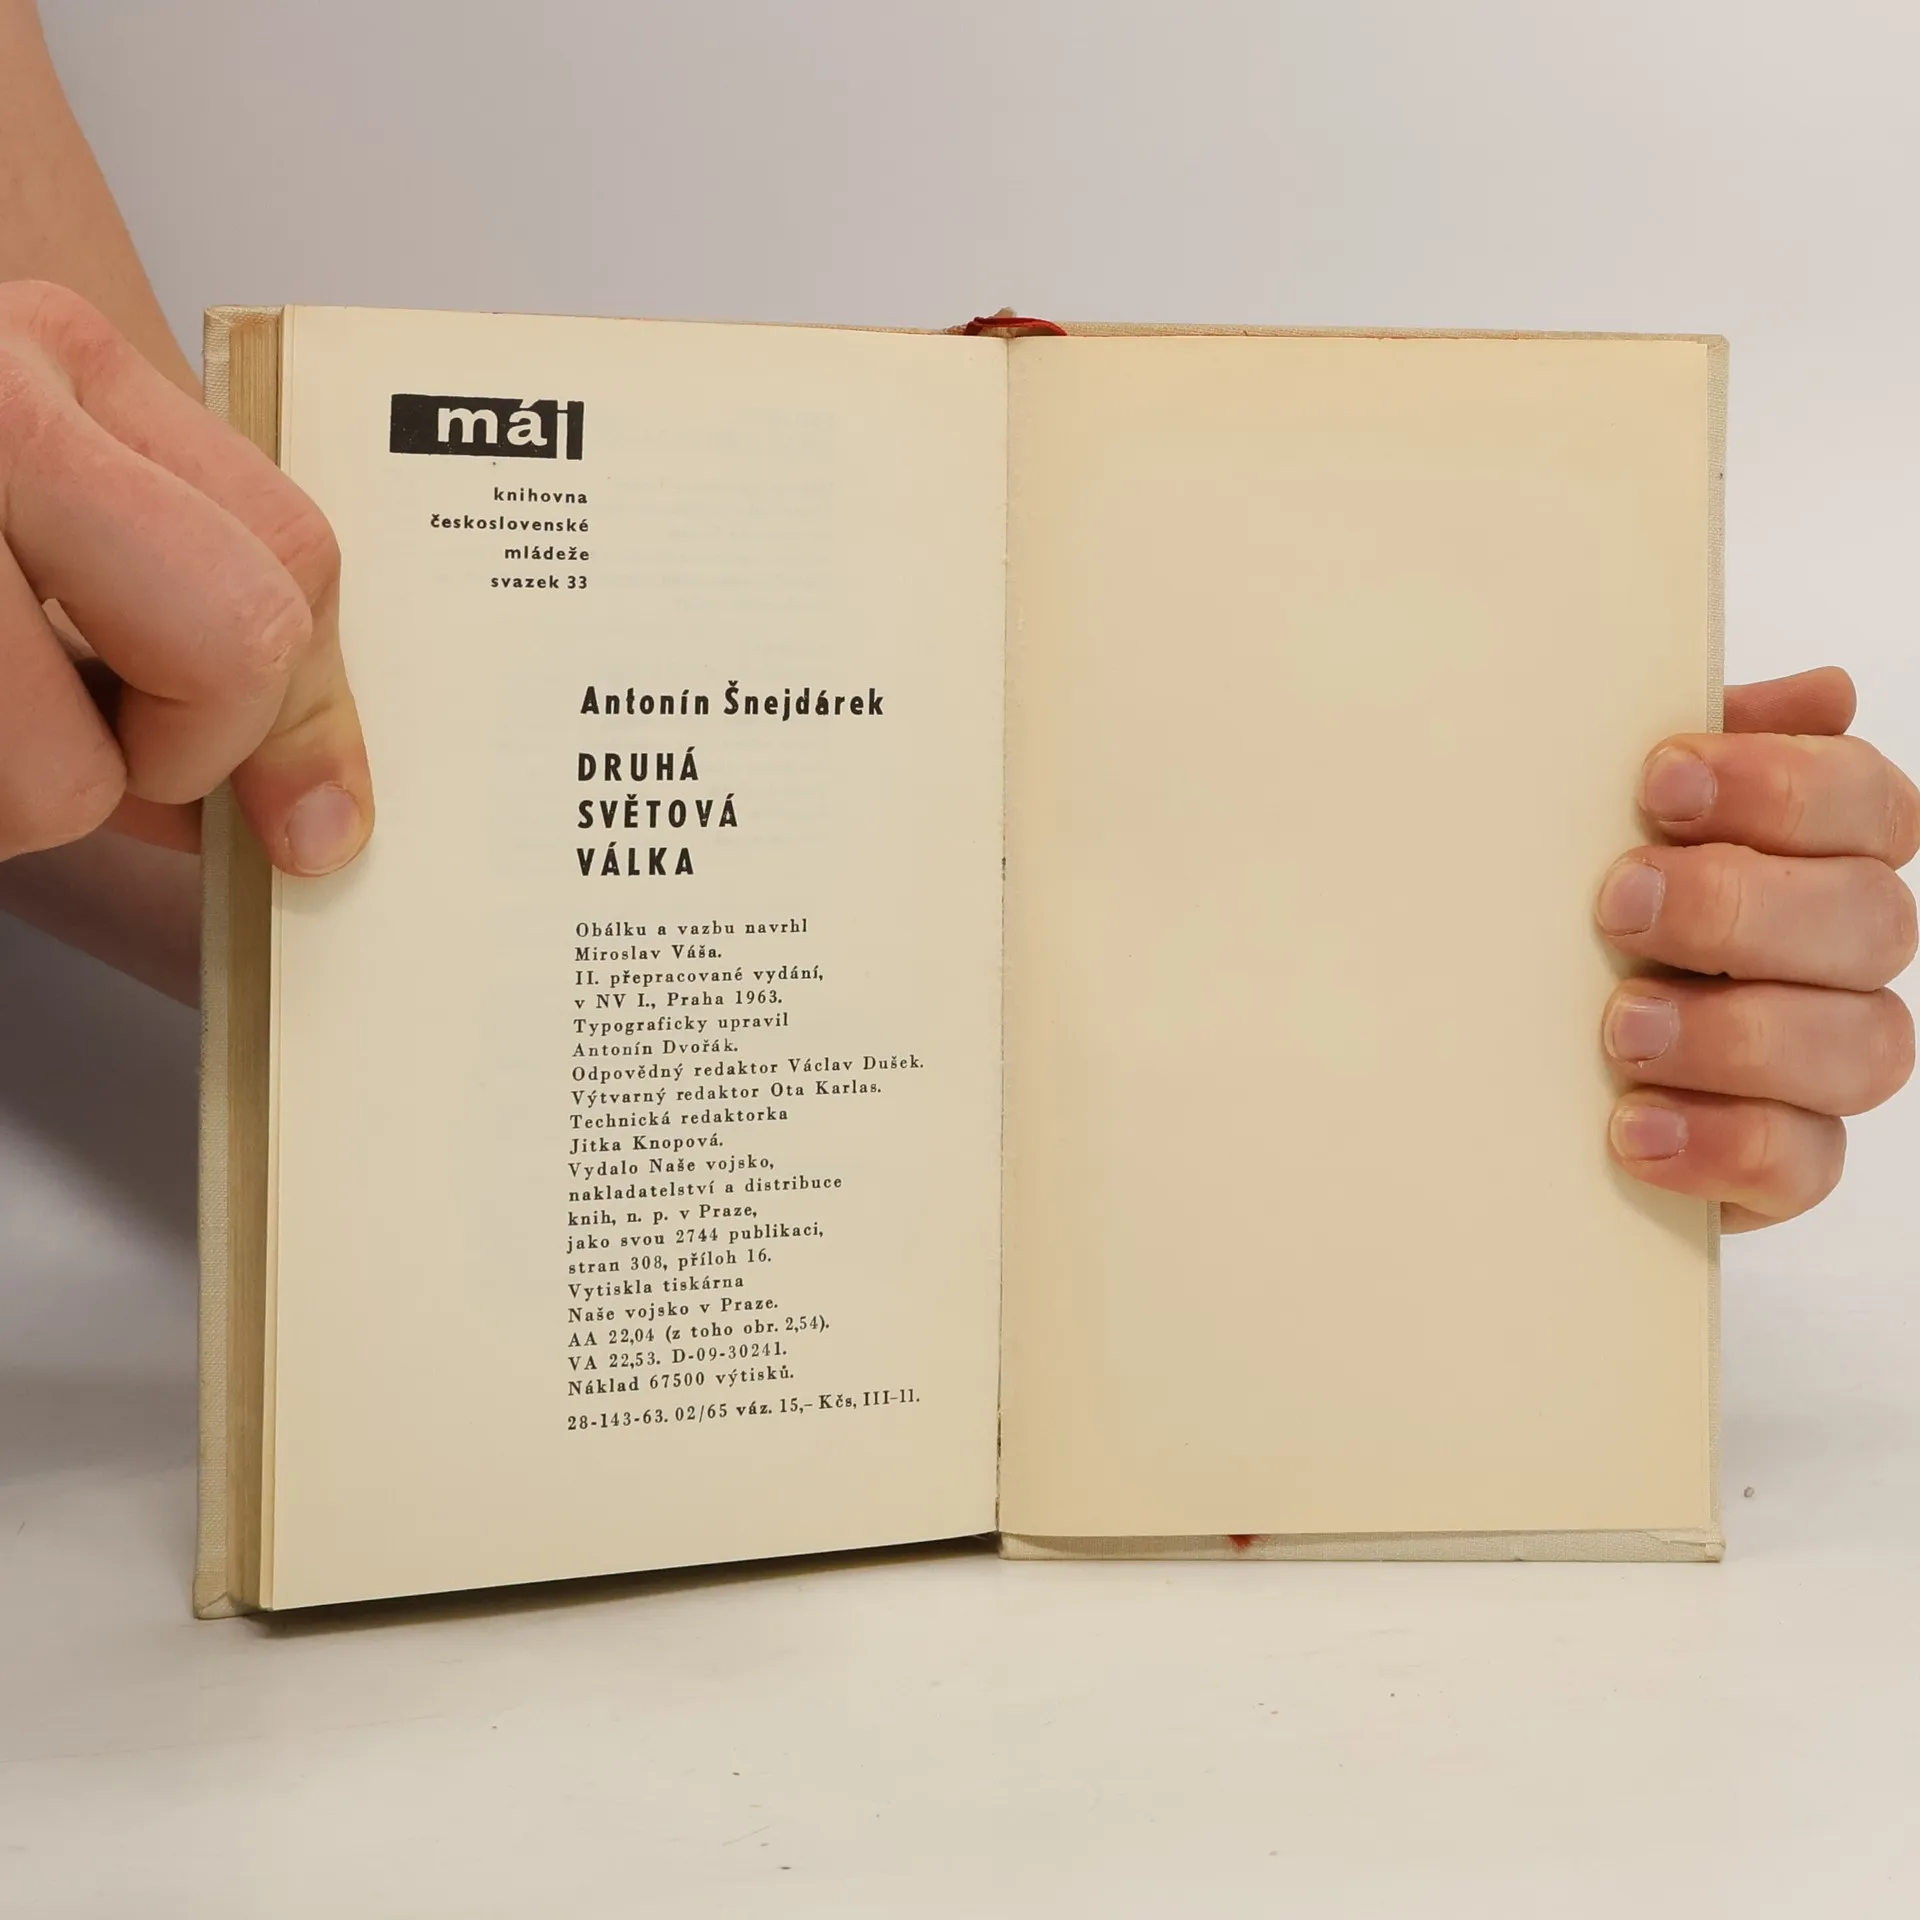 máj
knihovna
československé
mládeže
svazek 33
Antonín Šnejdárek
DRUHÁ
SVĚTOVÁ
VÁLKA
Obálku a vazbu navrhl
Miroslav Váša.
II. přepracované vydání,
v NV I., Praha 1963.
Typograficky upravil
Antonín Dvořák.
Odpovědný redaktor Václav Dušek.
Výtvarný redaktor Ota Karlas.
Technická redaktorka
Jitka Knopová.
Vydalo Naše vojsko,
nakladatelství a distribuce
knih, n. p. v Praze,
jako svou 2744 publikaci,
stran 308, příloh 16.
Vytiskla tiskárna
Naše vojsko v Praze.
AA 22,04 (z toho obr. 2,54).
VA 22,53. D-09-30241.
Náklad 67500 výtisků.
28-143-63. 02/65 váz. 15,- Kčs, III-11.